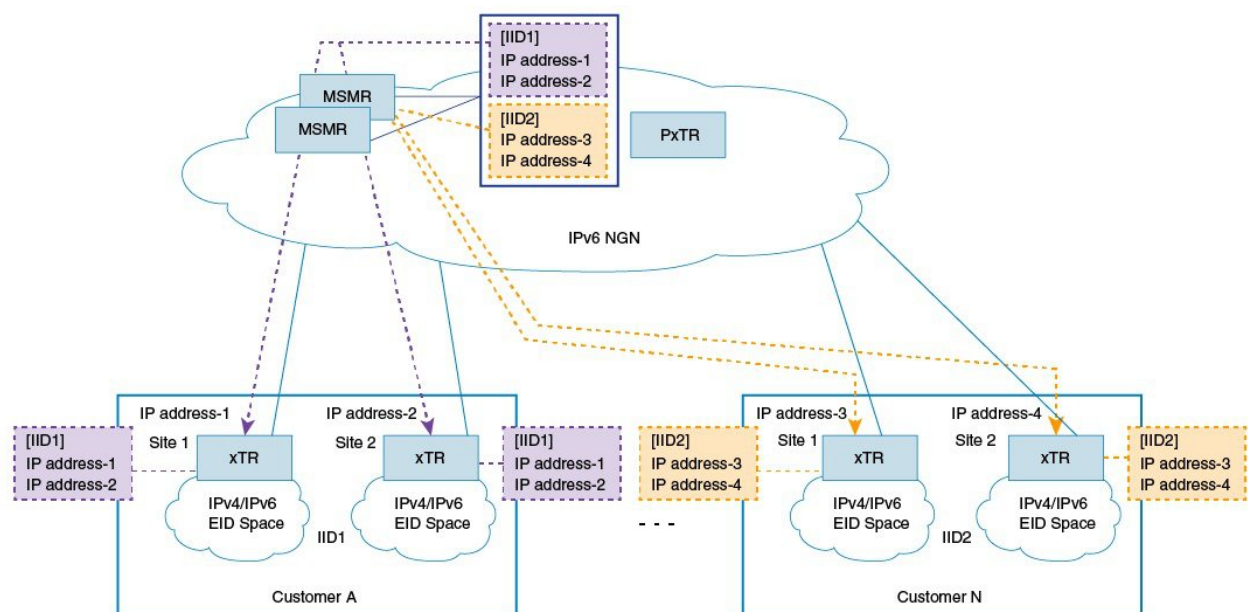 [IID1]
IP address-1
IP address-2
MSMR
MSMR
[IID2]
IP address-3
IP address-4
PxTR
IPv6 NGN
IP address-1
IP address-2
IP address-3
IP address-4
[IID1]
IP address-1
IP address-2
Site 1
xTR
Site 2
xTR
[IID1]
IP address-1
IP address-2
[IID2]
IP address-3
IP address-4
Site 1
xTR
Site 2
xTR
[IID2]
IP address-3
IP address-4
IPv4/IPv6
EID Space
IID1
IPv4/IPv6
EID Space
- - -
IPv4/IPv6
EID Space
IID2
IPv4/IPv6
EID Space
Customer A
Customer N